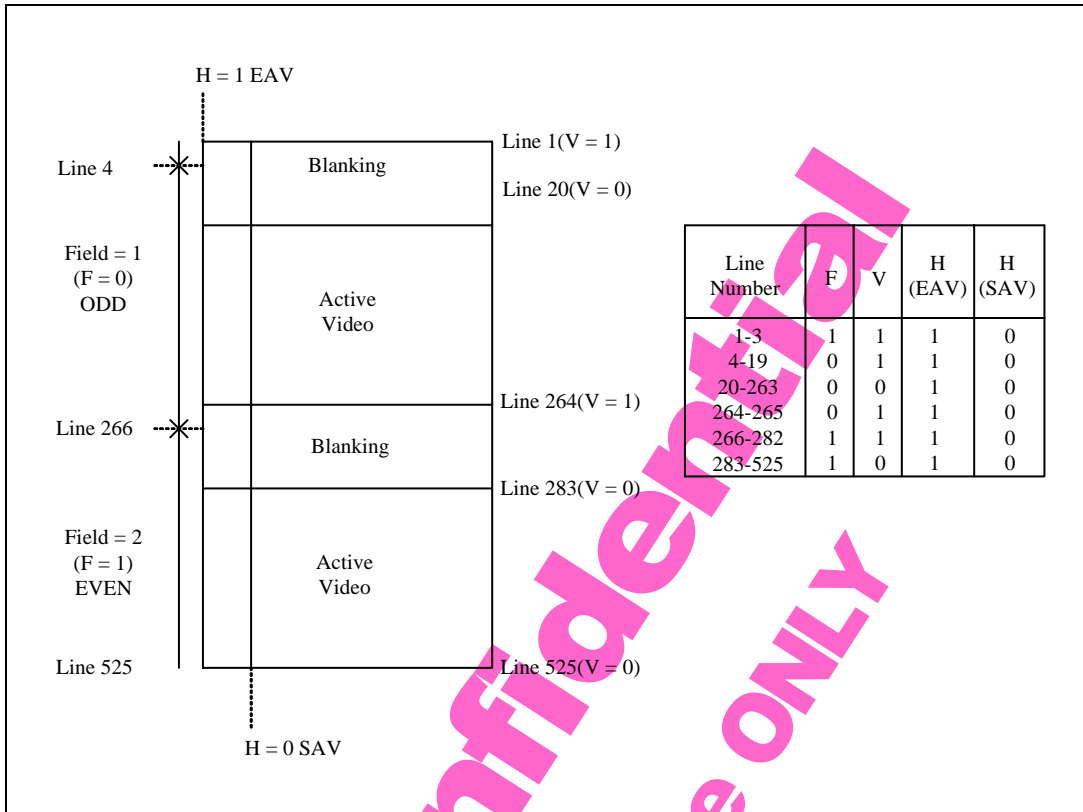 H = 1 EAV
Line 1(V = 1)
Line 4
Blanking
Line 20(V = 0)
Field = 1
(F = 0)
ODD
Active
Video
Line 264(V = 1)
Line 266
Blanking
Line 283(V = 0)
Field = 2
(F = 1)
EVEN
Active
Video
Line 525
Line 525(V = 0)
H = 0 SAV
Line Number F V H (EAV) H (SAV)
1-3 1 1 1 0
4-19 0 1 1 0
20-263 0 0 1 0
264-265 0 1 1 0
266-282 1 1 1 0
283-525 1 0 1 0
nfidential
e ONLY